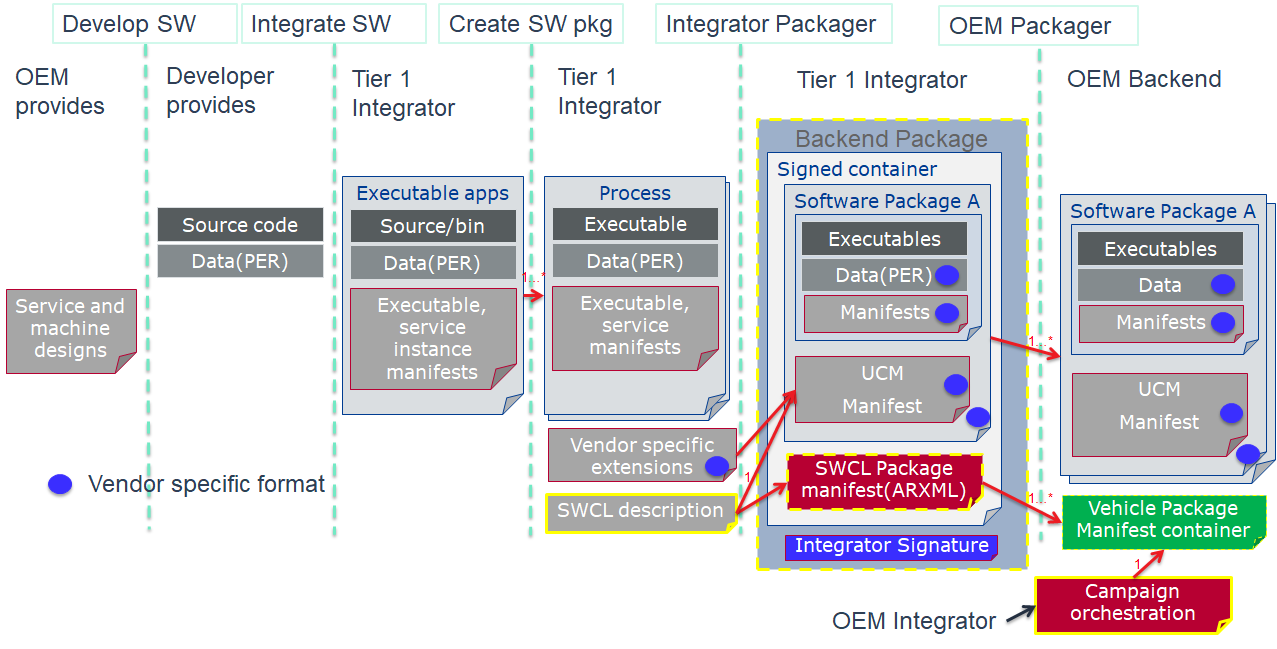 Develop SW
Integrate SW
Create SW pkg
Integrator Packager
OEM Packager
OEM
provides
Developer
provides
Tier 1
Integrator
Tier 1
Integrator
Tier 1 Integrator
OEM Backend
Service and
machine
designs
Source code
Data(PER)
Executable apps
Source/bin
Data(PER)
Executable,
service
instance
manifests
1...*
Process
Executable
Data(PER)
Executable,
service
manifests
Vendor specific
extensions
SWCL description
1
Backend Package
Signed container
Software Package A
Executables
Data(PER)
Manifests
UCM
Manifest
SWCL Package
manifest(ARXML)
Integrator Signature
1...*
1...*
Software Package A
Executables
Data
Manifests
UCM
Manifest
Vehicle Package
Manifest container
1
Campaign
orchestration
OEM Integrator
Vendor specific format